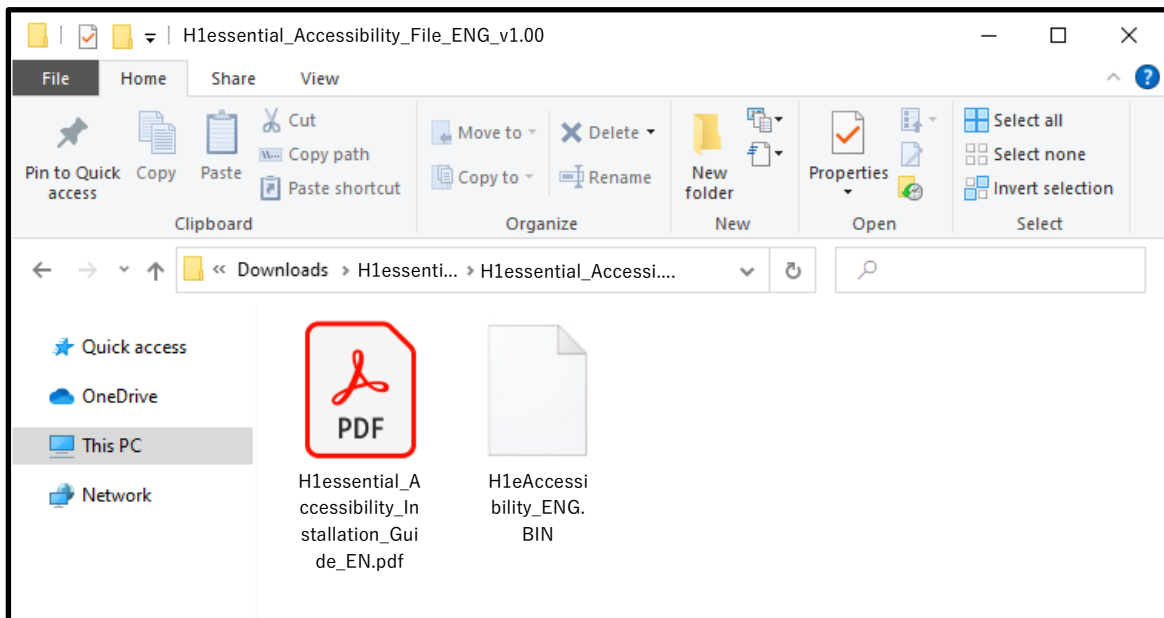 H1essential_Accessibility_File_ENG_v1.00
File Home Share View
Pin to Quick access
Copy
Paste
Cut
Copy path
Paste shortcut
Clipboard
Move to
Copy to
Delete
Rename
Organize
New folder
New
Properties
Open
Select all
Select none
Invert selection
Select
« Downloads > H1essenti... > H1essential_Accessi....
Quick access
OneDrive
This PC
Network
PDF
H1essential_A
ccessibility_In
stallation_Gui
de_EN.pdf
H1eAccessi
bility_ENG.
BIN